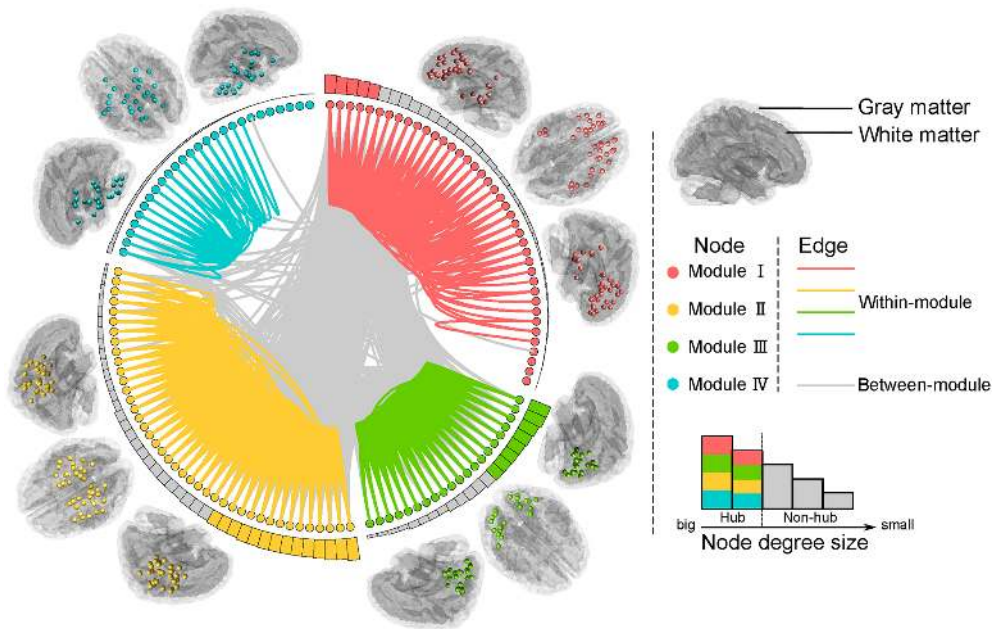 Gray matter
White matter
Node
Edge
Module Ⅰ
Module Ⅱ
Within-module
Module Ⅲ
Module Ⅳ
Between-module
Hub
Non-hub
big
small
Node degree size